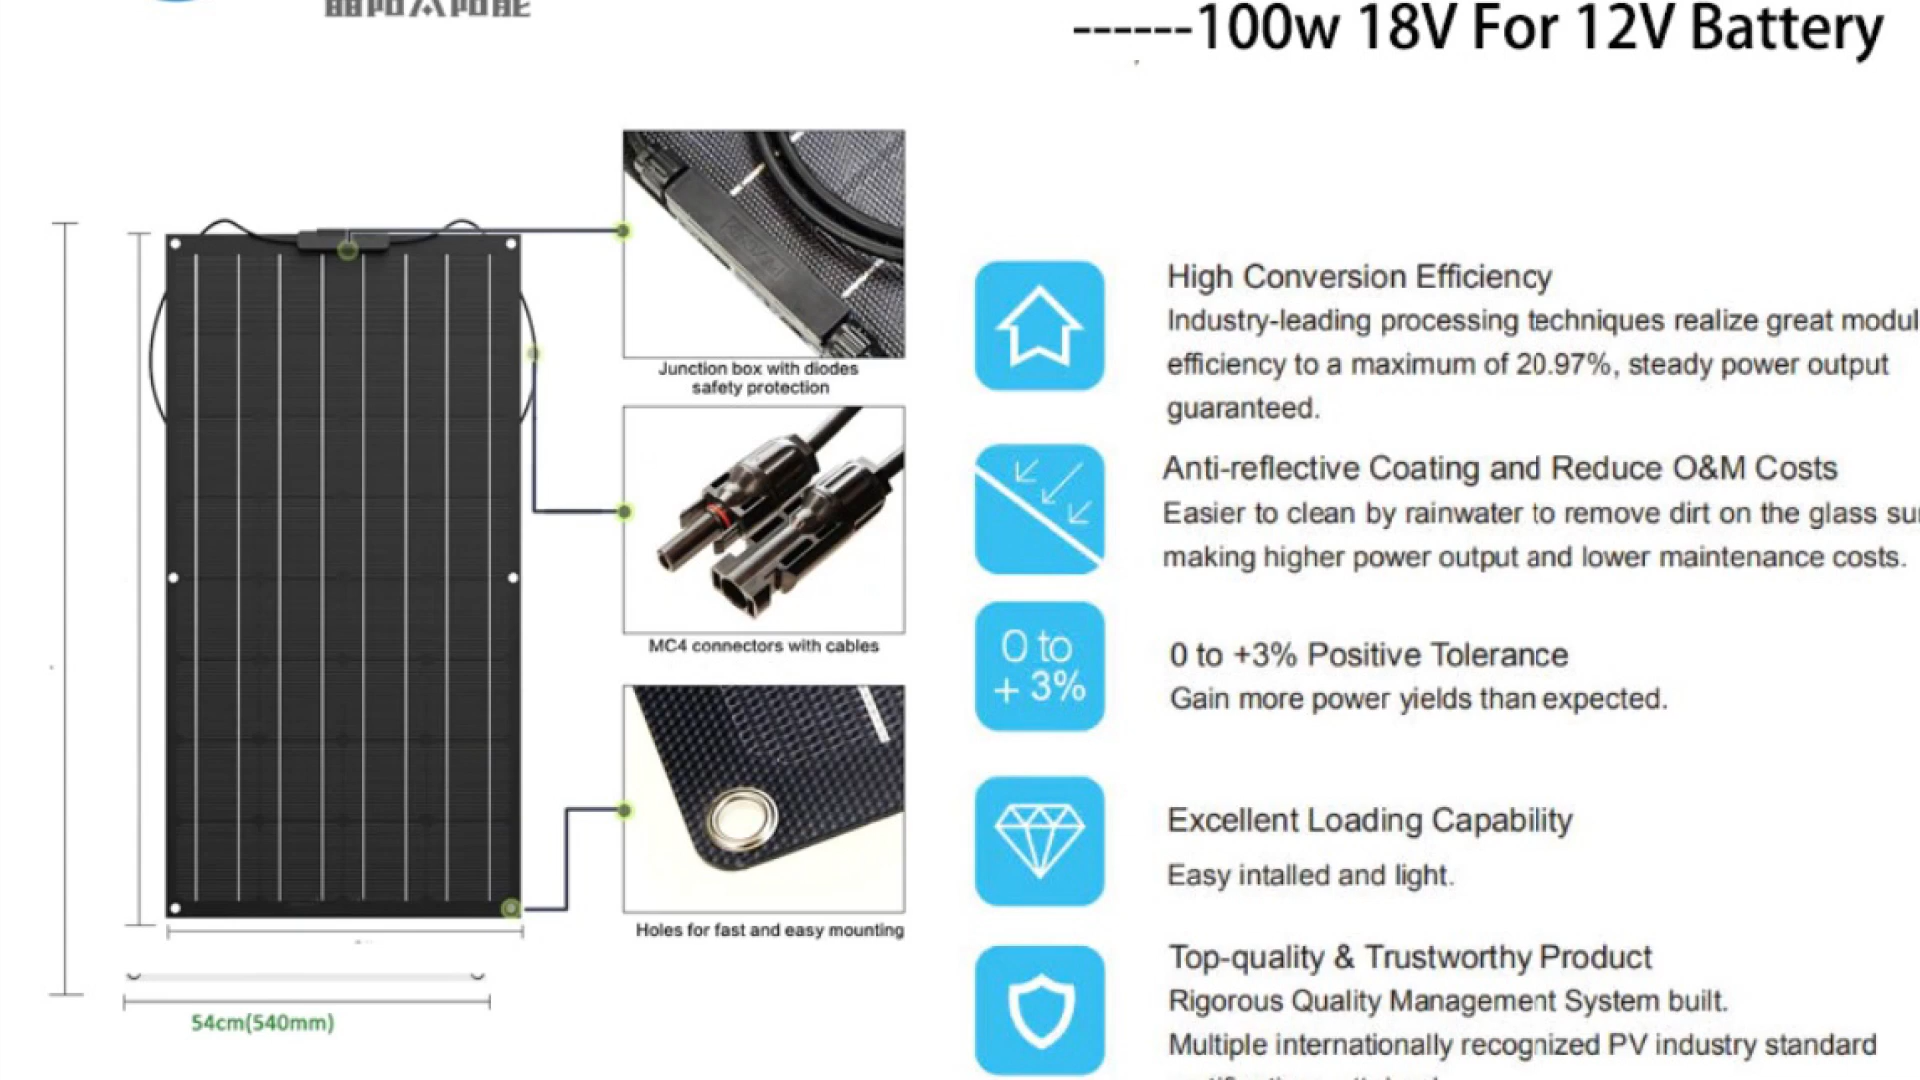 晶阳太阳能
------100w 18V For 12V Battery
Junction box with diodes
safety protection
MC4 connectors with cables
Holes for fast and easy mounting
54cm(540mm)
High Conversion Efficiency
Industry-leading processing techniques realize great modul
efficiency to a maximum of 20.97%, steady power output
guaranteed.
Anti-reflective Coating and Reduce O&M Costs
Easier to clean by rainwater to remove dirt on the glass su
making higher power output and lower maintenance costs.
0 to
+ 3%
0 to +3% Positive Tolerance
Gain more power yields than expected.
Excellent Loading Capability
Easy intalled and light.
Top-quality & Trustworthy Product
Rigorous Quality Management System built.
Multiple internationally recognized PV industry standard